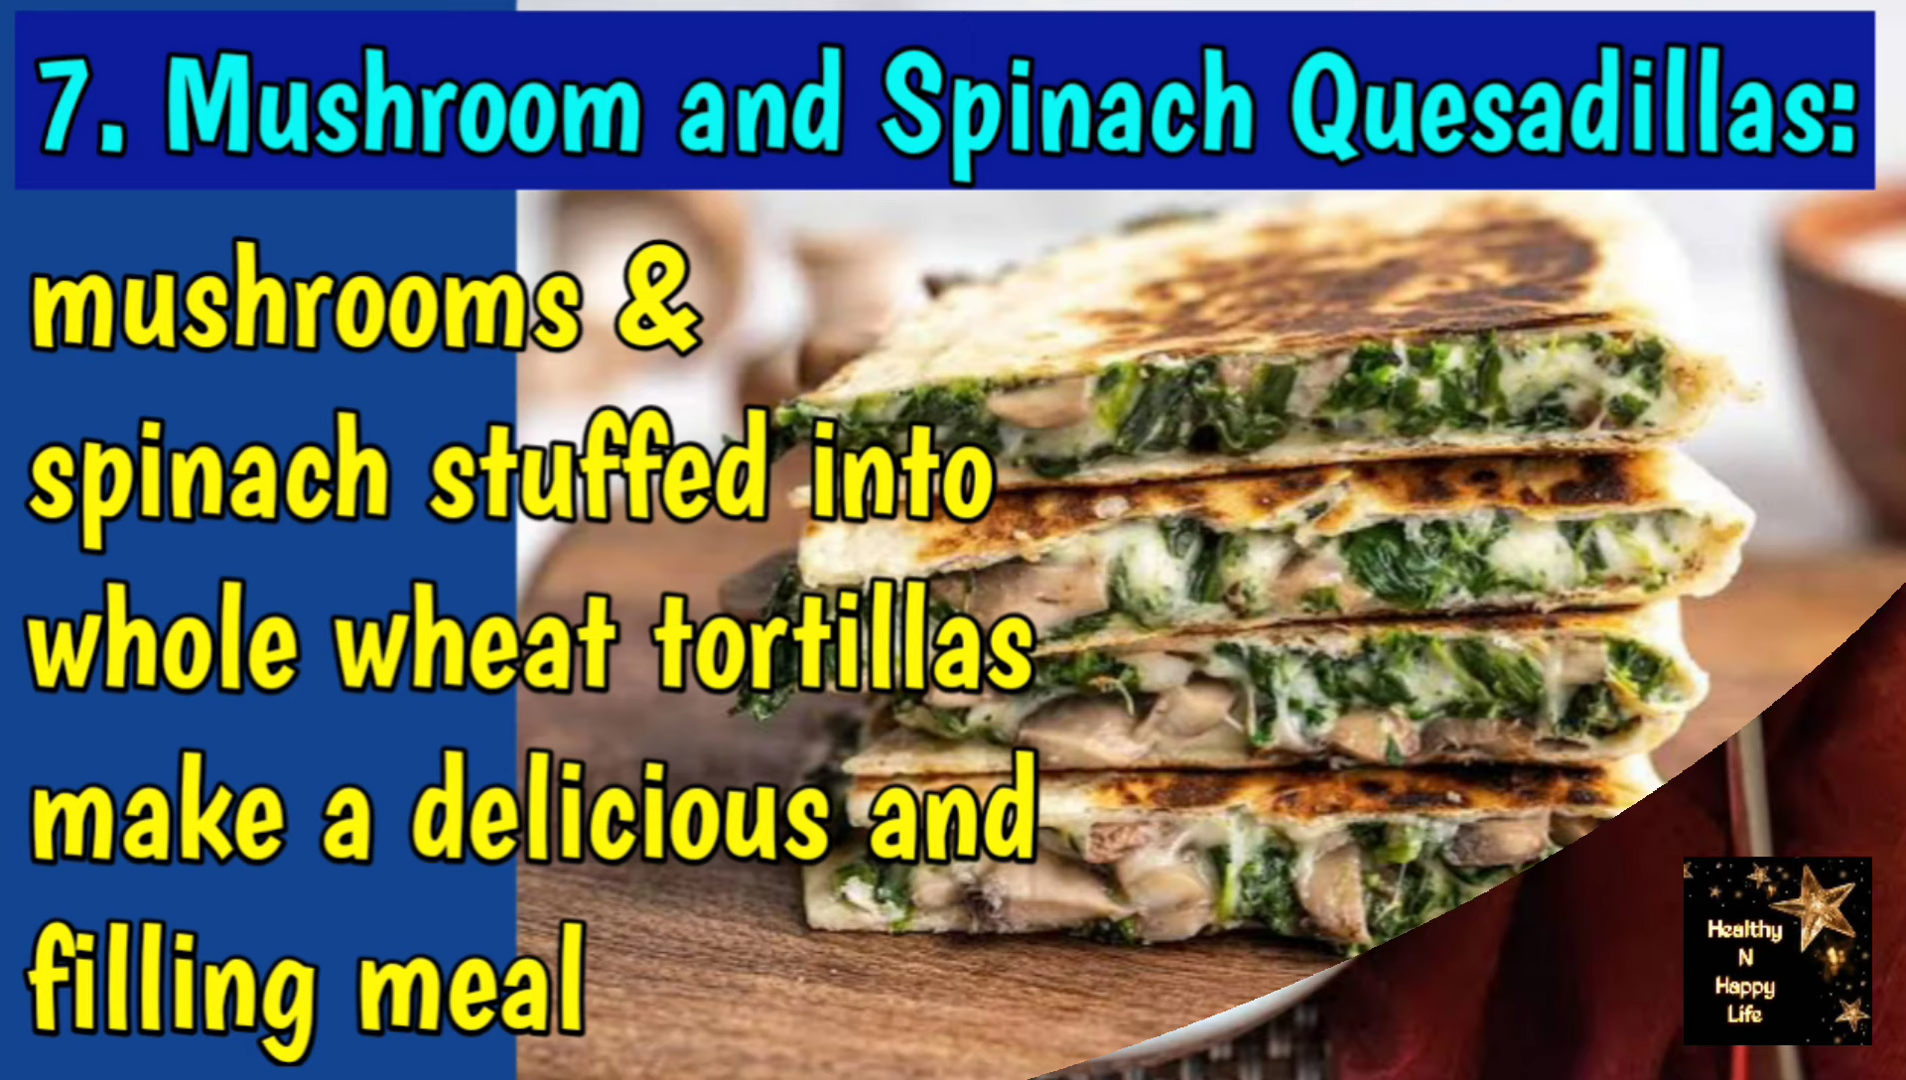 7. Mushroom and Spinach Quesadillas:
mushrooms &
spinach stuffed into
whole wheat tortillas
make a delicious and
filling meal
Healthy
N
Happy
Life